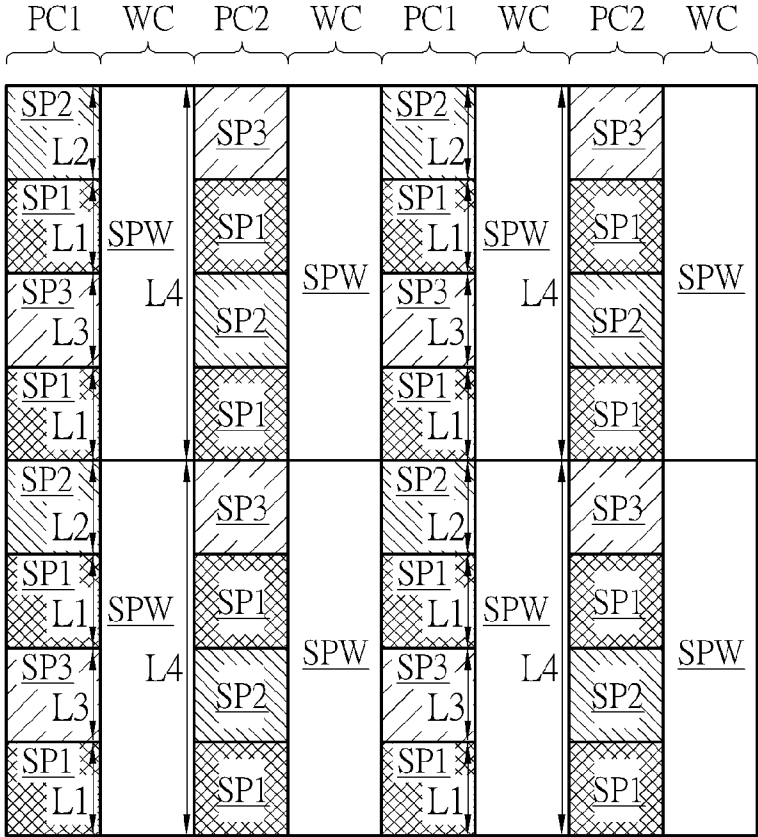 PC1 WC PC2 WC PC1 WC PC2 WC
SP2 SP3 SP2 SP3
L2 L2
SP1 SP1 SP1 SP1
L1 L1
SPW SPW SPW SPW
SP3 L4 SP2 SP3 L4 SP2
L3 L3
SP1 SP1 SP1 SP1
L1 L1
SP2 SP3 SP2 SP3
L2 L2
SP1 SP1 SP1 SP1
L1 L1
SPW SPW SPW SPW
SP3 L4 SP2 SP3 L4 SP2
L3 L3
SP1 SP1 SP1 SP1
L1 L1